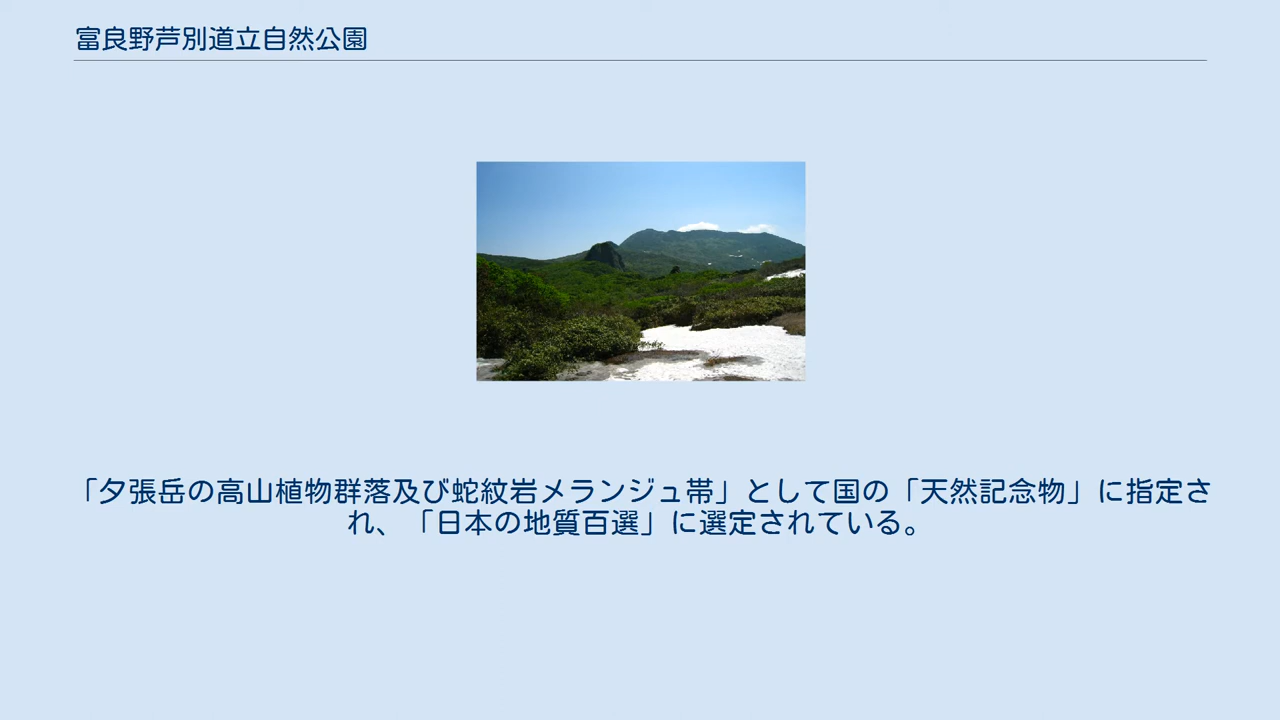 富良野芦別道立自然公園
「夕張岳の高山植物群落及び蛇紋岩メランジュ帯」として国の「天然記念物」に指定さ
れ、「日本の地質百選」に選定されている。